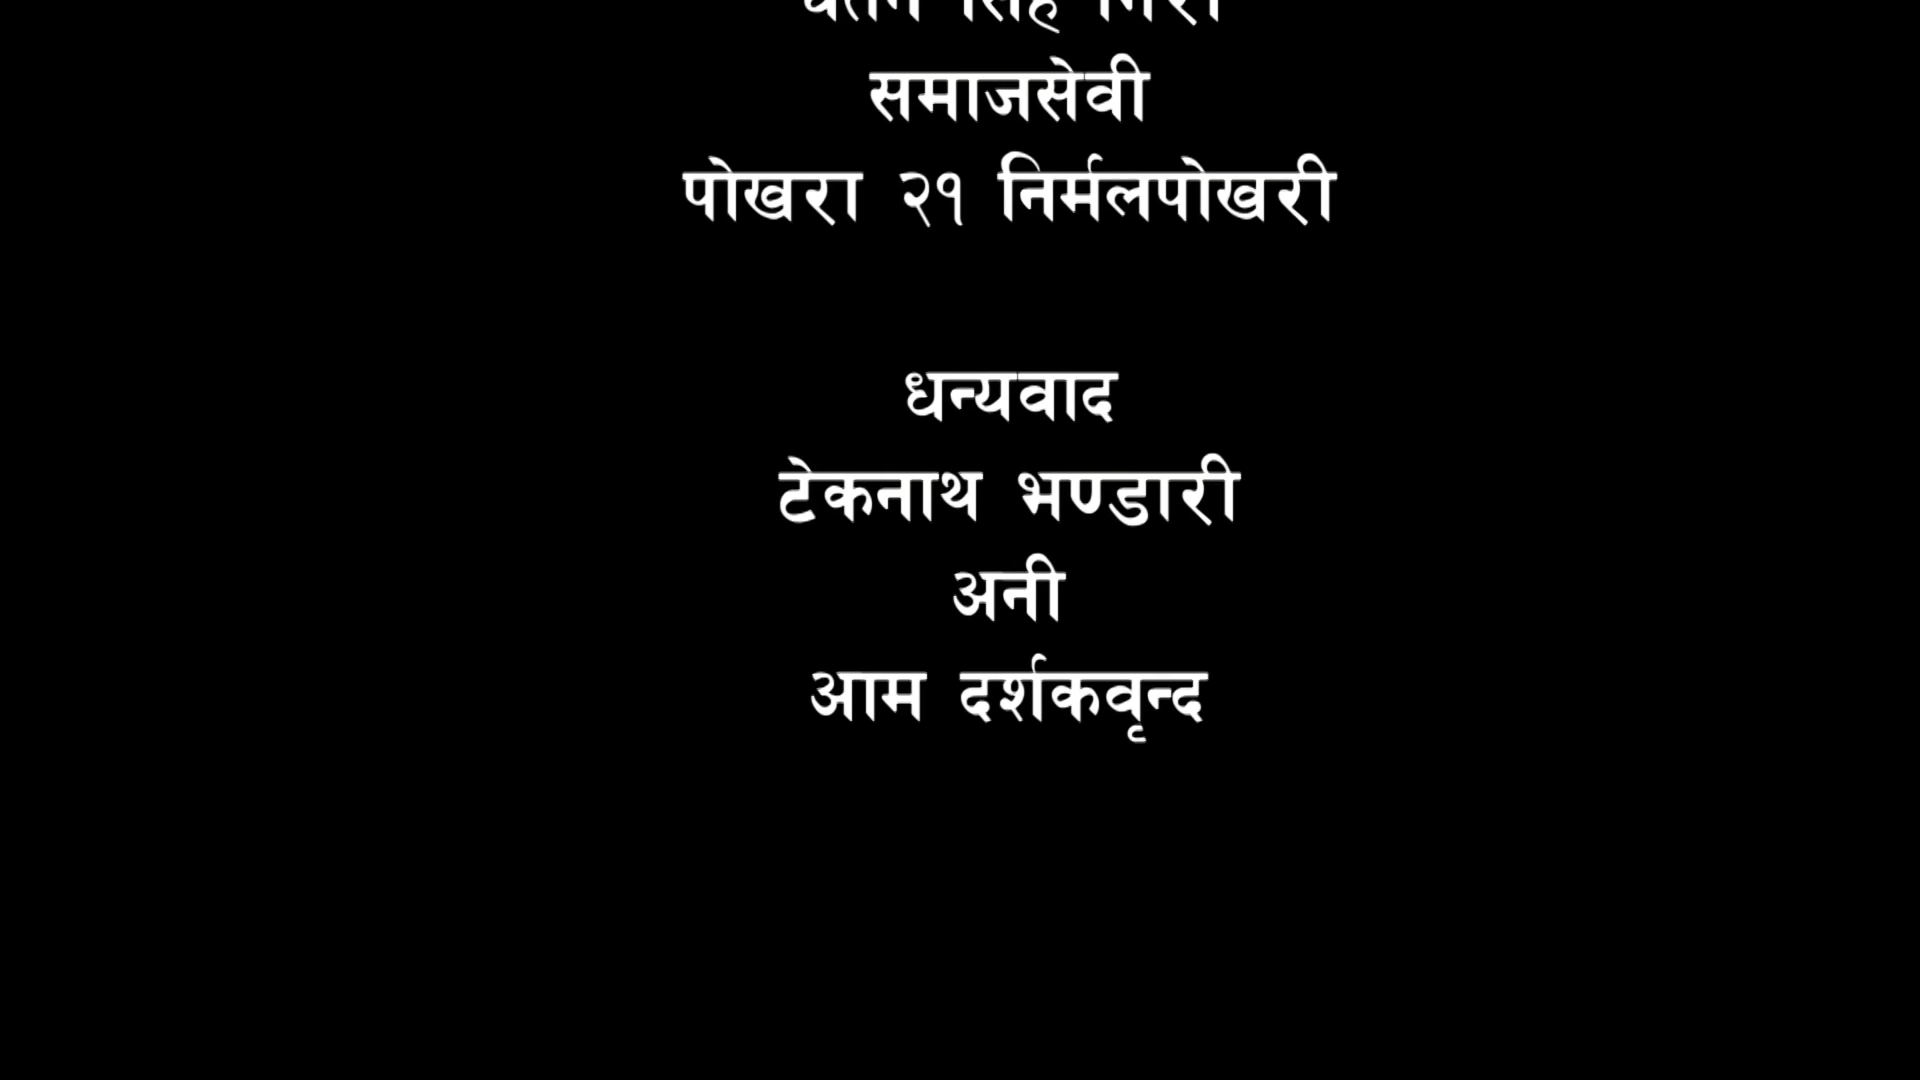 सिंह गिरी
समाजसेवी
पोखरा २१ निर्मलपोखरी
धन्यवाद
टेकनाथ भण्डारी
अनी
आम दर्शकवृन्द